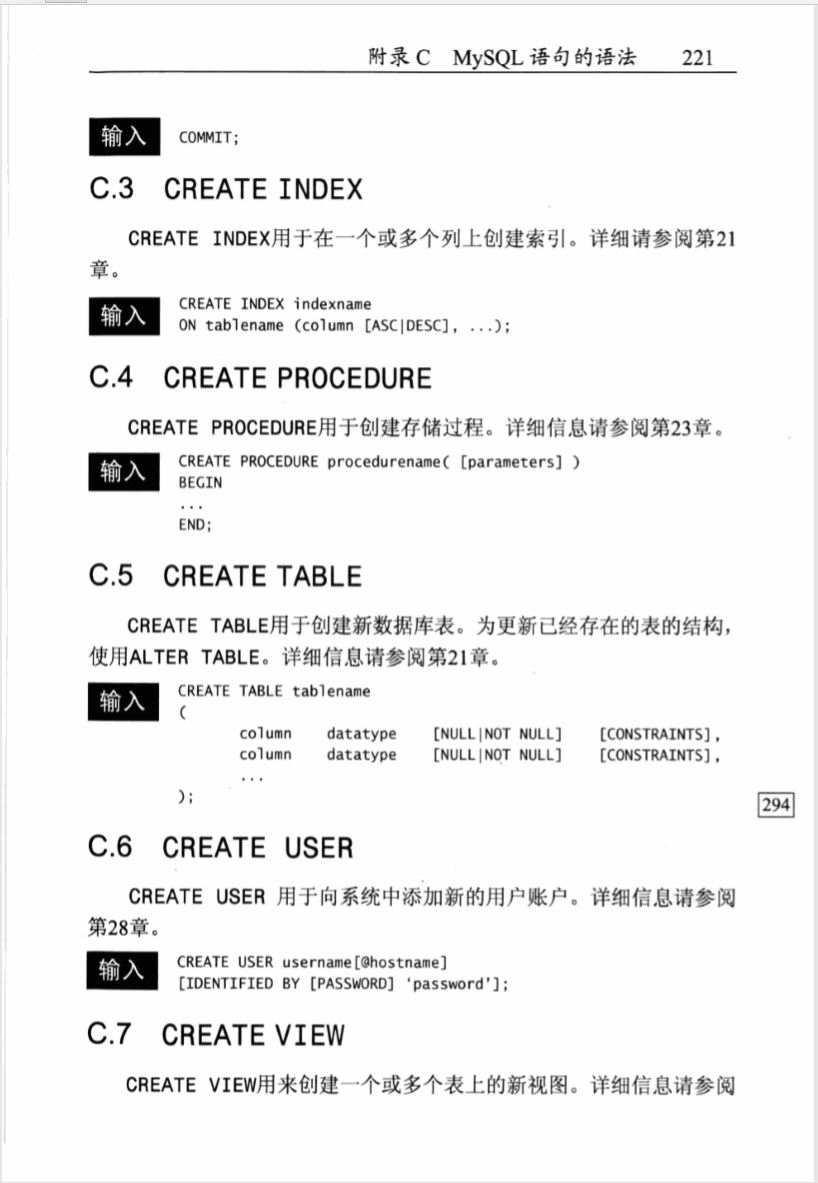 附录 C MySQL 语句的语法 221
输入 COMMIT;
C.3 CREATE INDEX
CREATE INDEX用于在一个或多个列上创建索引。详细请参阅第21
章。
输入 CREATE INDEX indexname
ON tablename (column [ASC|DESC], ...);
C.4 CREATE PROCEDURE
CREATE PROCEDURE用于创建存储过程。详细信息请参阅第23章。
输入 CREATE PROCEDURE procedurename( [parameters] )
BEGIN
...
END;
C.5 CREATE TABLE
CREATE TABLE用于创建新数据库表。为更新已经存在的表的结构，
使用ALTER TABLE。详细信息请参阅第21章。
输入 CREATE TABLE tablename
(
column datatype [NULL|NOT NULL] [CONSTRAINTS],
column datatype [NULL|NOT NULL] [CONSTRAINTS],
...
);
294
C.6 CREATE USER
CREATE USER 用于向系统中添加新的用户账户。详细信息请参阅
第28章。
输入 CREATE USER username[@hostname]
[IDENTIFIED BY [PASSWORD] ‘password’];
C.7 CREATE VIEW
CREATE VIEW用来创建一个或多个表上的新视图。详细信息请参阅